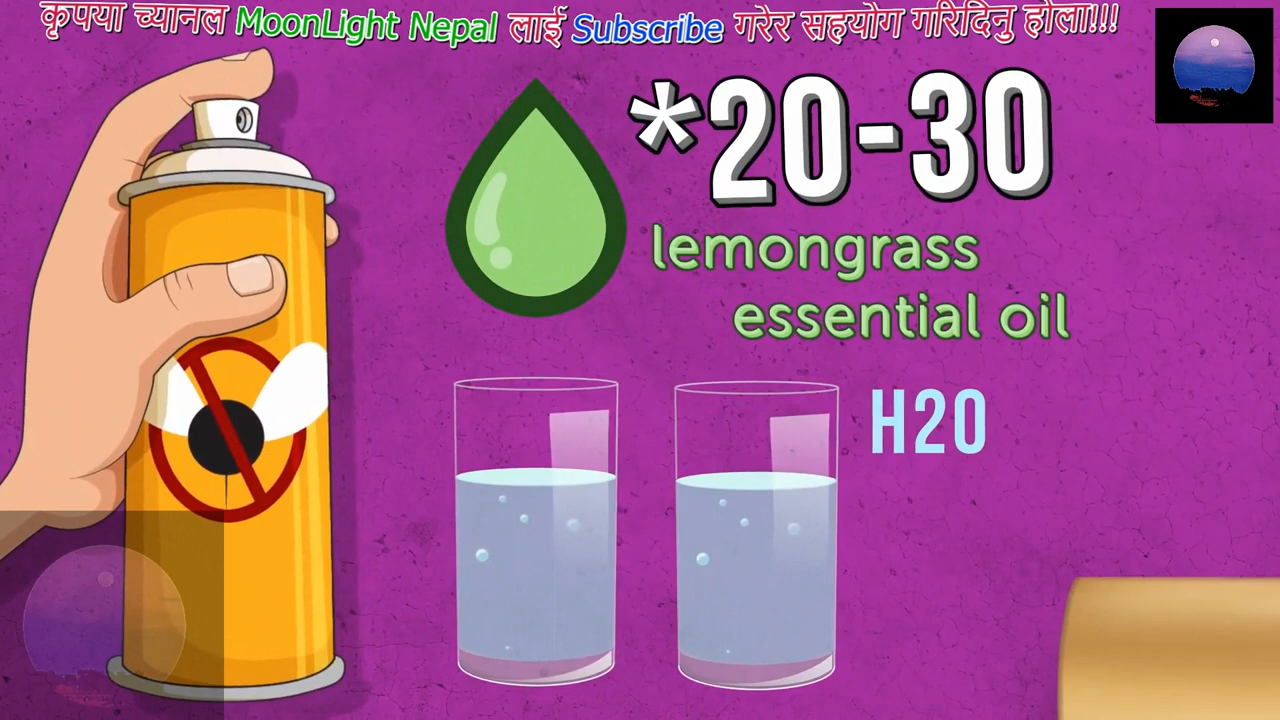 कृपया च्यानल MoonLight Nepal लाई Subscribe गरेर सहयोग गरिदिनु होला!!!
*20-30
lemongrass
essential oil
H20